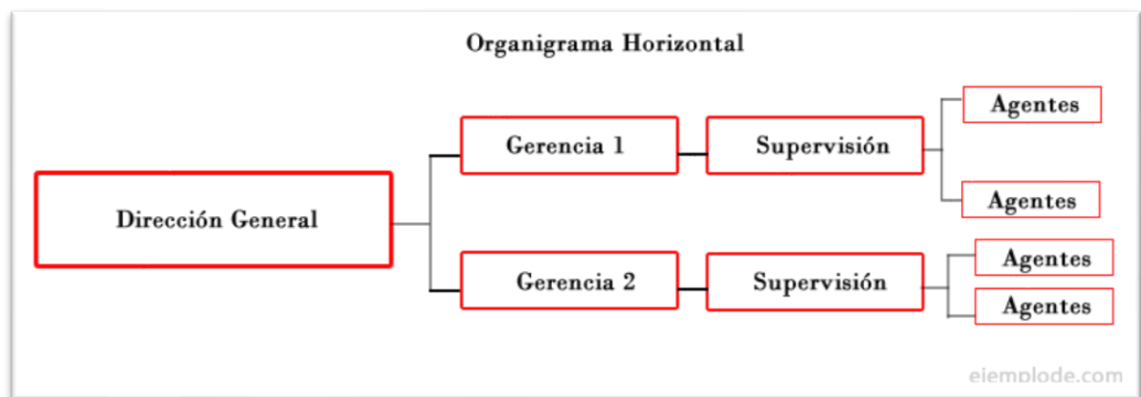 Organigrama Horizontal
Dirección General
Gerencia 1
Supervisión
Agentes
Agentes
Gerencia 2
Supervisión
Agentes
Agentes
ejemplode.com